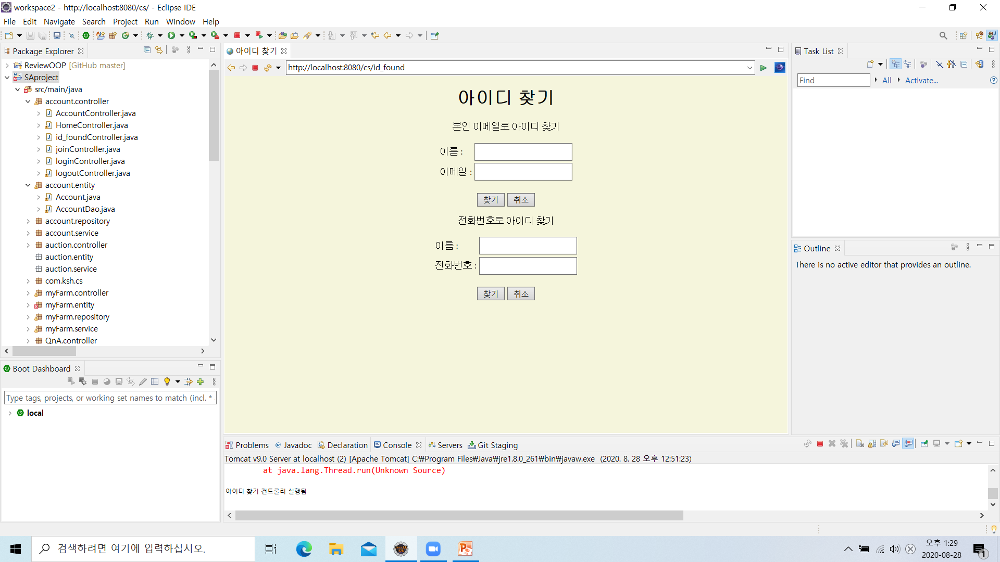 workspace2 - http://localhost:8080/cs/ - Eclipse IDE
File Edit Navigate Search Project Run Window Help
Package Explorer
ReviewOOP [GitHub master]
SAproject
src/main/java
account.controller
AccountController.java
HomeController.java
id_foundController.java
joinController.java
loginController.java
logoutController.java
account.entity
Account.java
AccountDao.java
account.repository
account.service
auction.controller
auction.entity
auction.service
com.ksh.cs
myFarm.controller
myFarm.entity
myFarm.repository
myFarm.service
QnA.controller
Boot Dashboard
Type tags, projects, or working set names to match (incl. *
local
아이디 찾기
http://localhost:8080/cs/id_found
아이디 찾기
본인 이메일로 아이디 찾기
이름 :
이메일 :
찾기 취소
전화번호로 아이디 찾기
이름 :
전화번호 :
찾기 취소
Task List
Find All Activate...
Outline
There is no active editor that provides an outline.
Problems @ Javadoc Declaration Console Servers Git Staging
Tomcat v9.0 Server at localhost (2) [Apache Tomcat] C:₩Program Files₩Java₩jre1.8.0_261₩bin₩javaw.exe (2020. 8. 28 오후 12:51:23)
at java.lang.Thread.run(Unknown Source)
아이디 찾기 컨트롤러 실행됨
검색하려면 여기에 입력하십시오.
오후 1:29
2020-08-28
1